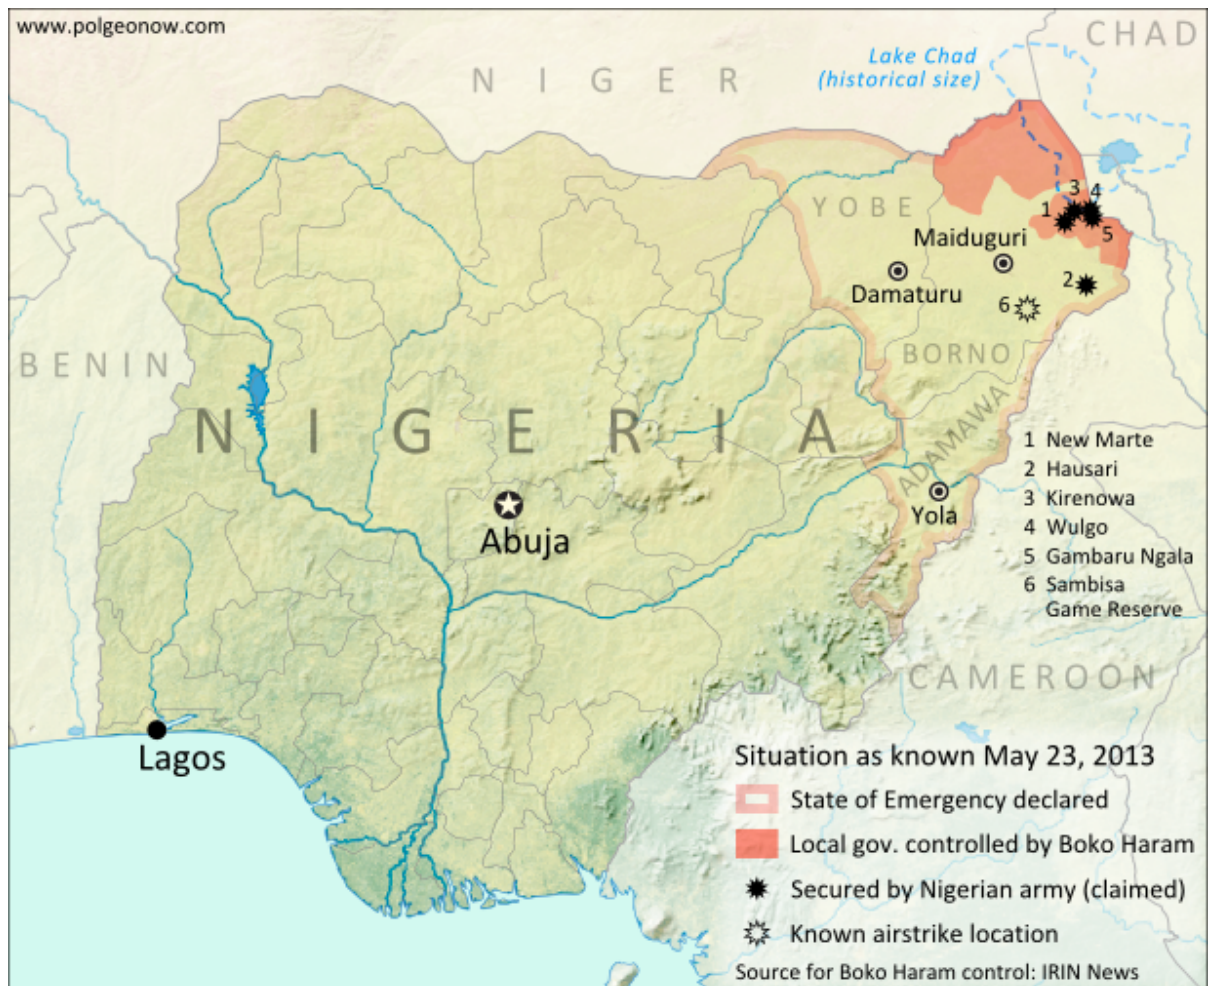 www.polgeonow.com
CHAD
Lake Chad
(historical size)
NIGER
3
4
1
5
YOBE
Maiduguri
2
Damaturu
6
BENIN
BORNO
NIGERIA
ADAMAWA
1 New Marte
2 Hausari
3 Kirenowa
4 Wulgo
5 Gambaru Ngala
6 Sambisa
Game Reserve
Abuja
Yola
CAMEROON
Lagos
Situation as known May 23, 2013
State of Emergency declared
Local gov. controlled by Boko Haram
Secured by Nigerian army (claimed)
Known airstrike location
Source for Boko Haram control: IRIN News